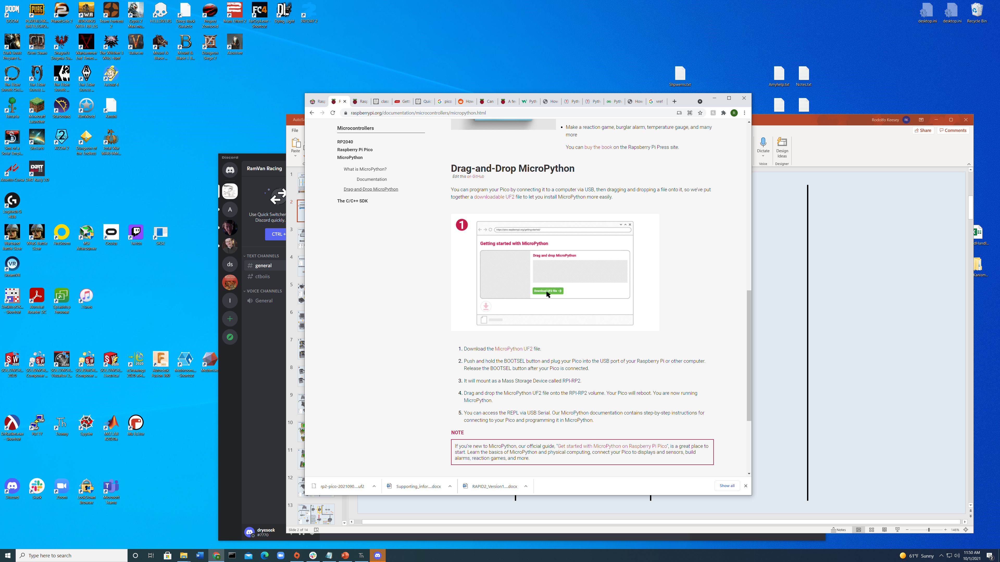 DOOM
PLAYERUNK... BATTLEGRO...
PlanetSide 2
RUNNING WITH RIFLES
Team Fortress 2
Crysis 2 Maximu...
HELLDIVERS
Deep Rock Galactic
Project Zomboid
Mass Effect 2
FarCry4.exe - Shortcut
Dying Light
PAYDAY 2
desktop.ini
desktop.ini
Recycle Bin
Dark Souls Prepare t...
Grim Dawn
Dragon's Dogma Da...
Warhammer End Times ...
The Witcher 3 Wild Hunt
Valheim
Mount & Blade ...
Mount & Blade II B...
Dungeon Siege 2
Absolver
The Elder Scrolls Onli...
The Elder Scrolls I...
The Elder Scrolls ...
The Elder Scrolls ...
Fallout 4
Shpwerns.txt
Amyhelp.txt
Notes.txt
Terraria
Minecraft Launcher
Starbound
RimWorld
Kenshi
Sins of a Solar Empi...
Stellaris
XCOM 2
Dungeon of the Endless
Total War WARHAM...
Assetto Corsa
DiRT Rally 2.0
Logitech G HUB
Warband Battle Sizer
WFaS Battle Sizer
FireStorm
MSI Afterburner
Oculus
Twitch
SKSE
SteamVR
DesktopOK... - Shortcut
Acrobat Reader DC
Splashtop Personal
iTunes
SOLIDWOR... 2020
SOLIDWOR... Composer ...
SOLIDWOR... Visualize 2...
SOLIDWOR... Composer ...
SOLIDWOR... Electrical
eDrawings 2020 x64...
Autodesk Fusion 360
Meshroom... - Shortcut
Meshmixe
DrRacket.exe - Shortcut
PuTTY
Thonny
Spyder
MATLAB R2020a
Mu Editor
Discord
Slack
Zoom
LockDown Browser
Microsoft Teams
Discord
RamVan Racing
Use Quick Switcher
Discord quickly.
CTRL +
TEXT CHANNELS
general
ctboiis
VOICE CHANNELS
General
A
ds
I
dryeseek
#7770
AutoSa
File
Paste
Rodolfo Keesey
RK
Share
Comments
Dictate
Design Ideas
Voice
Designer
1
2
3
4
5
6
7
8
9
10
11
12
13
Slide 2 of 14
Notes
146%
dHandl...
Kanism...
Rasp
R
Rasp
class
Getti
Quic
pico
How
Can
A fe
Pyth
How
Pyth
Pyth
Pyth
How
vref
raspberrypi.org/documentation/microcontrollers/micropython.html
R
Microcontrollers
RP2040
Raspberry Pi Pico
MicroPython
What is MicroPython?
Documentation
Drag-and-Drop MicroPython
The C/C++ SDK
Make a reaction game, burglar alarm, temperature gauge, and many
more
You can buy the book on the Rapsberry Pi Press site.
Drag-and-Drop MicroPython
Edit this on GitHub
You can program your Pico by connecting it to a computer via USB, then dragging and dropping a file onto it, so we've put
together a downloadable UF2 file to let you install MicroPython more easily.
1
https://pico.raspberrypi.org/getting-started/
Getting started with MicroPython
Drag and drop MicroPython
Download UF2 file
1. Download the MicroPython UF2 file.
2. Push and hold the BOOTSEL button and plug your Pico into the USB port of your Raspberry Pi or other computer.
Release the BOOTSEL button after your Pico is connected.
3. It will mount as a Mass Storage Device called RPI-RP2.
4. Drag and drop the MicroPython UF2 file onto the RPI-RP2 volume. Your Pico will reboot. You are now running
MicroPython.
5. You can access the REPL via USB Serial. Our MicroPython documentation contains step-by-step instructions for
connecting to your Pico and programming it in MicroPython.
NOTE
If you're new to MicroPython, our official guide, "Get started with MicroPython on Raspberry Pi Pico", is a great place to
start. Learn the basics of MicroPython and physical computing, connect your Pico to displays and sensors, build
alarms, reaction games, and more.
rp2-pico-2021090....uf2
Supporting_infor....docx
RAPID2_Version1....docx
Show all
Type here to search
61°F Sunny
11:50 AM
10/1/2021
2